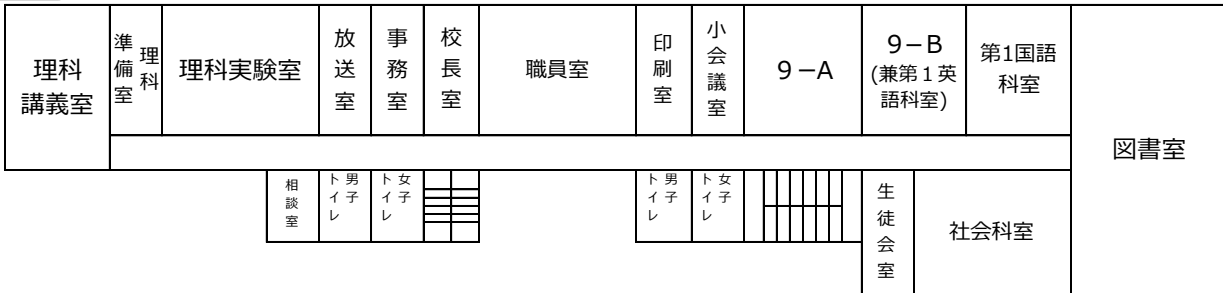 理科
講義室
理科
準備室
理科実験室
放送室
事務室
校長室
職員室
印刷室
小会議室
9−A
9−B
(兼第１英
語科室)
第1国語
科室
図書室
相談室
男子
トイレ
女子
トイレ
男子
トイレ
女子
トイレ
生徒会室
社会科室